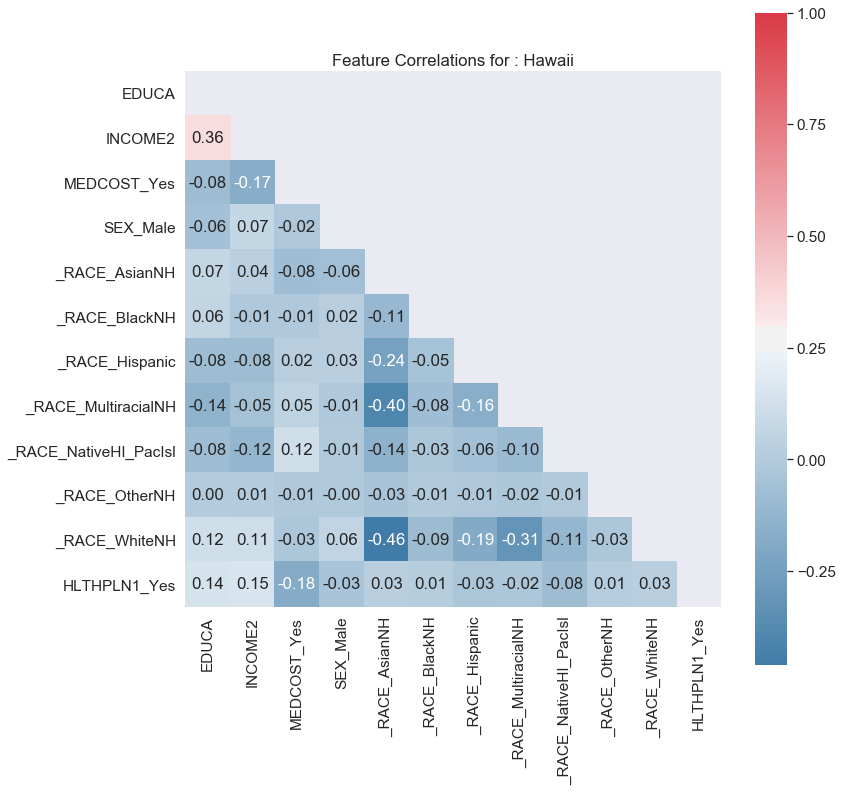 Feature Correlations for : Hawaii
EDUCA
INCOME2 0.36
MEDCOST_Yes -0.08 -0.17
SEX_Male -0.06 0.07 -0.02
_RACE_AsianNH 0.07 0.04 -0.08 -0.06
_RACE_BlackNH 0.06 -0.01 -0.01 0.02 -0.11
_RACE_Hispanic -0.08 -0.08 0.02 0.03 -0.24 -0.05
_RACE_MultiracialNH -0.14 -0.05 0.05 -0.01 -0.40 -0.08 -0.16
_RACE_NativeHI_PacIsl -0.08 -0.12 0.12 -0.01 -0.14 -0.03 -0.06 -0.10
_RACE_OtherNH 0.00 0.01 -0.01 -0.00 -0.03 -0.01 -0.01 -0.02 -0.01
_RACE_WhiteNH 0.12 0.11 -0.03 0.06 -0.46 -0.09 -0.19 -0.31 -0.11 -0.03
HLTHPLN1_Yes 0.14 0.15 -0.18 -0.03 0.03 0.01 -0.03 -0.02 -0.08 0.01 0.03
EDUCA
INCOME2
MEDCOST_Yes
SEX_Male
_RACE_AsianNH
_RACE_BlackNH
_RACE_Hispanic
_RACE_MultiracialNH
_RACE_NativeHI_PacIsl
_RACE_OtherNH
_RACE_WhiteNH
HLTHPLN1_Yes
1.00
0.75
0.50
0.25
0.00
−0.25